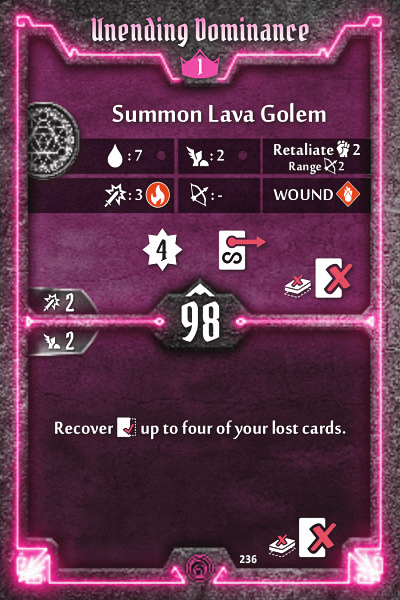 Unending Dominance
1
Summon Lava Golem
: 7
: 2
Retaliate 2
Range 2
: 3
: -
WOUND
4
2
98
2
Recover up to four of your lost cards.
236